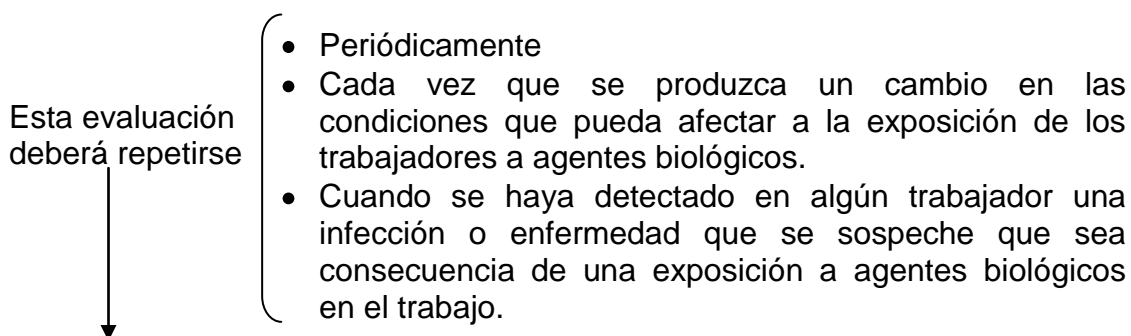 Esta evaluación
deberá repetirse
• Periódicamente
• Cada vez que se produzca un cambio en las
condiciones que pueda afectar a la exposición de los
trabajadores a agentes biológicos.
• Cuando se haya detectado en algún trabajador una
infección o enfermedad que se sospeche que sea
consecuencia de una exposición a agentes biológicos
en el trabajo.